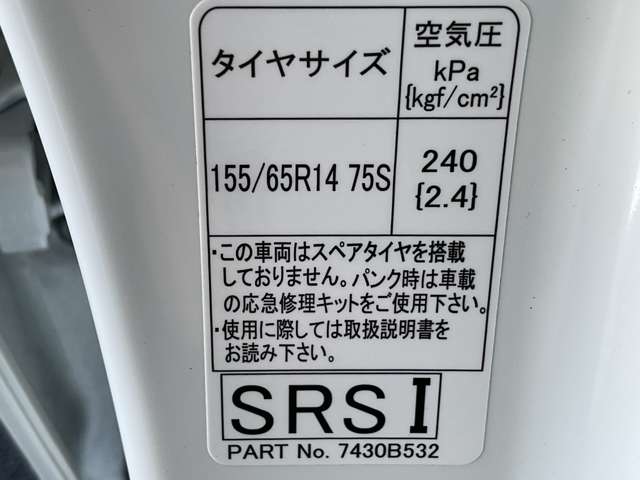 タイヤサイズ
空気圧
kPa
{kgf/cm²}
155/65R14 75S
240
{2.4}
・この車両はスペアタイヤを搭載
しておりません。パンク時は車載
の応急修理キットをご使用下さい。
・使用に際しては取扱説明書を
お読み下さい。
SRS I
PART No. 7430B532